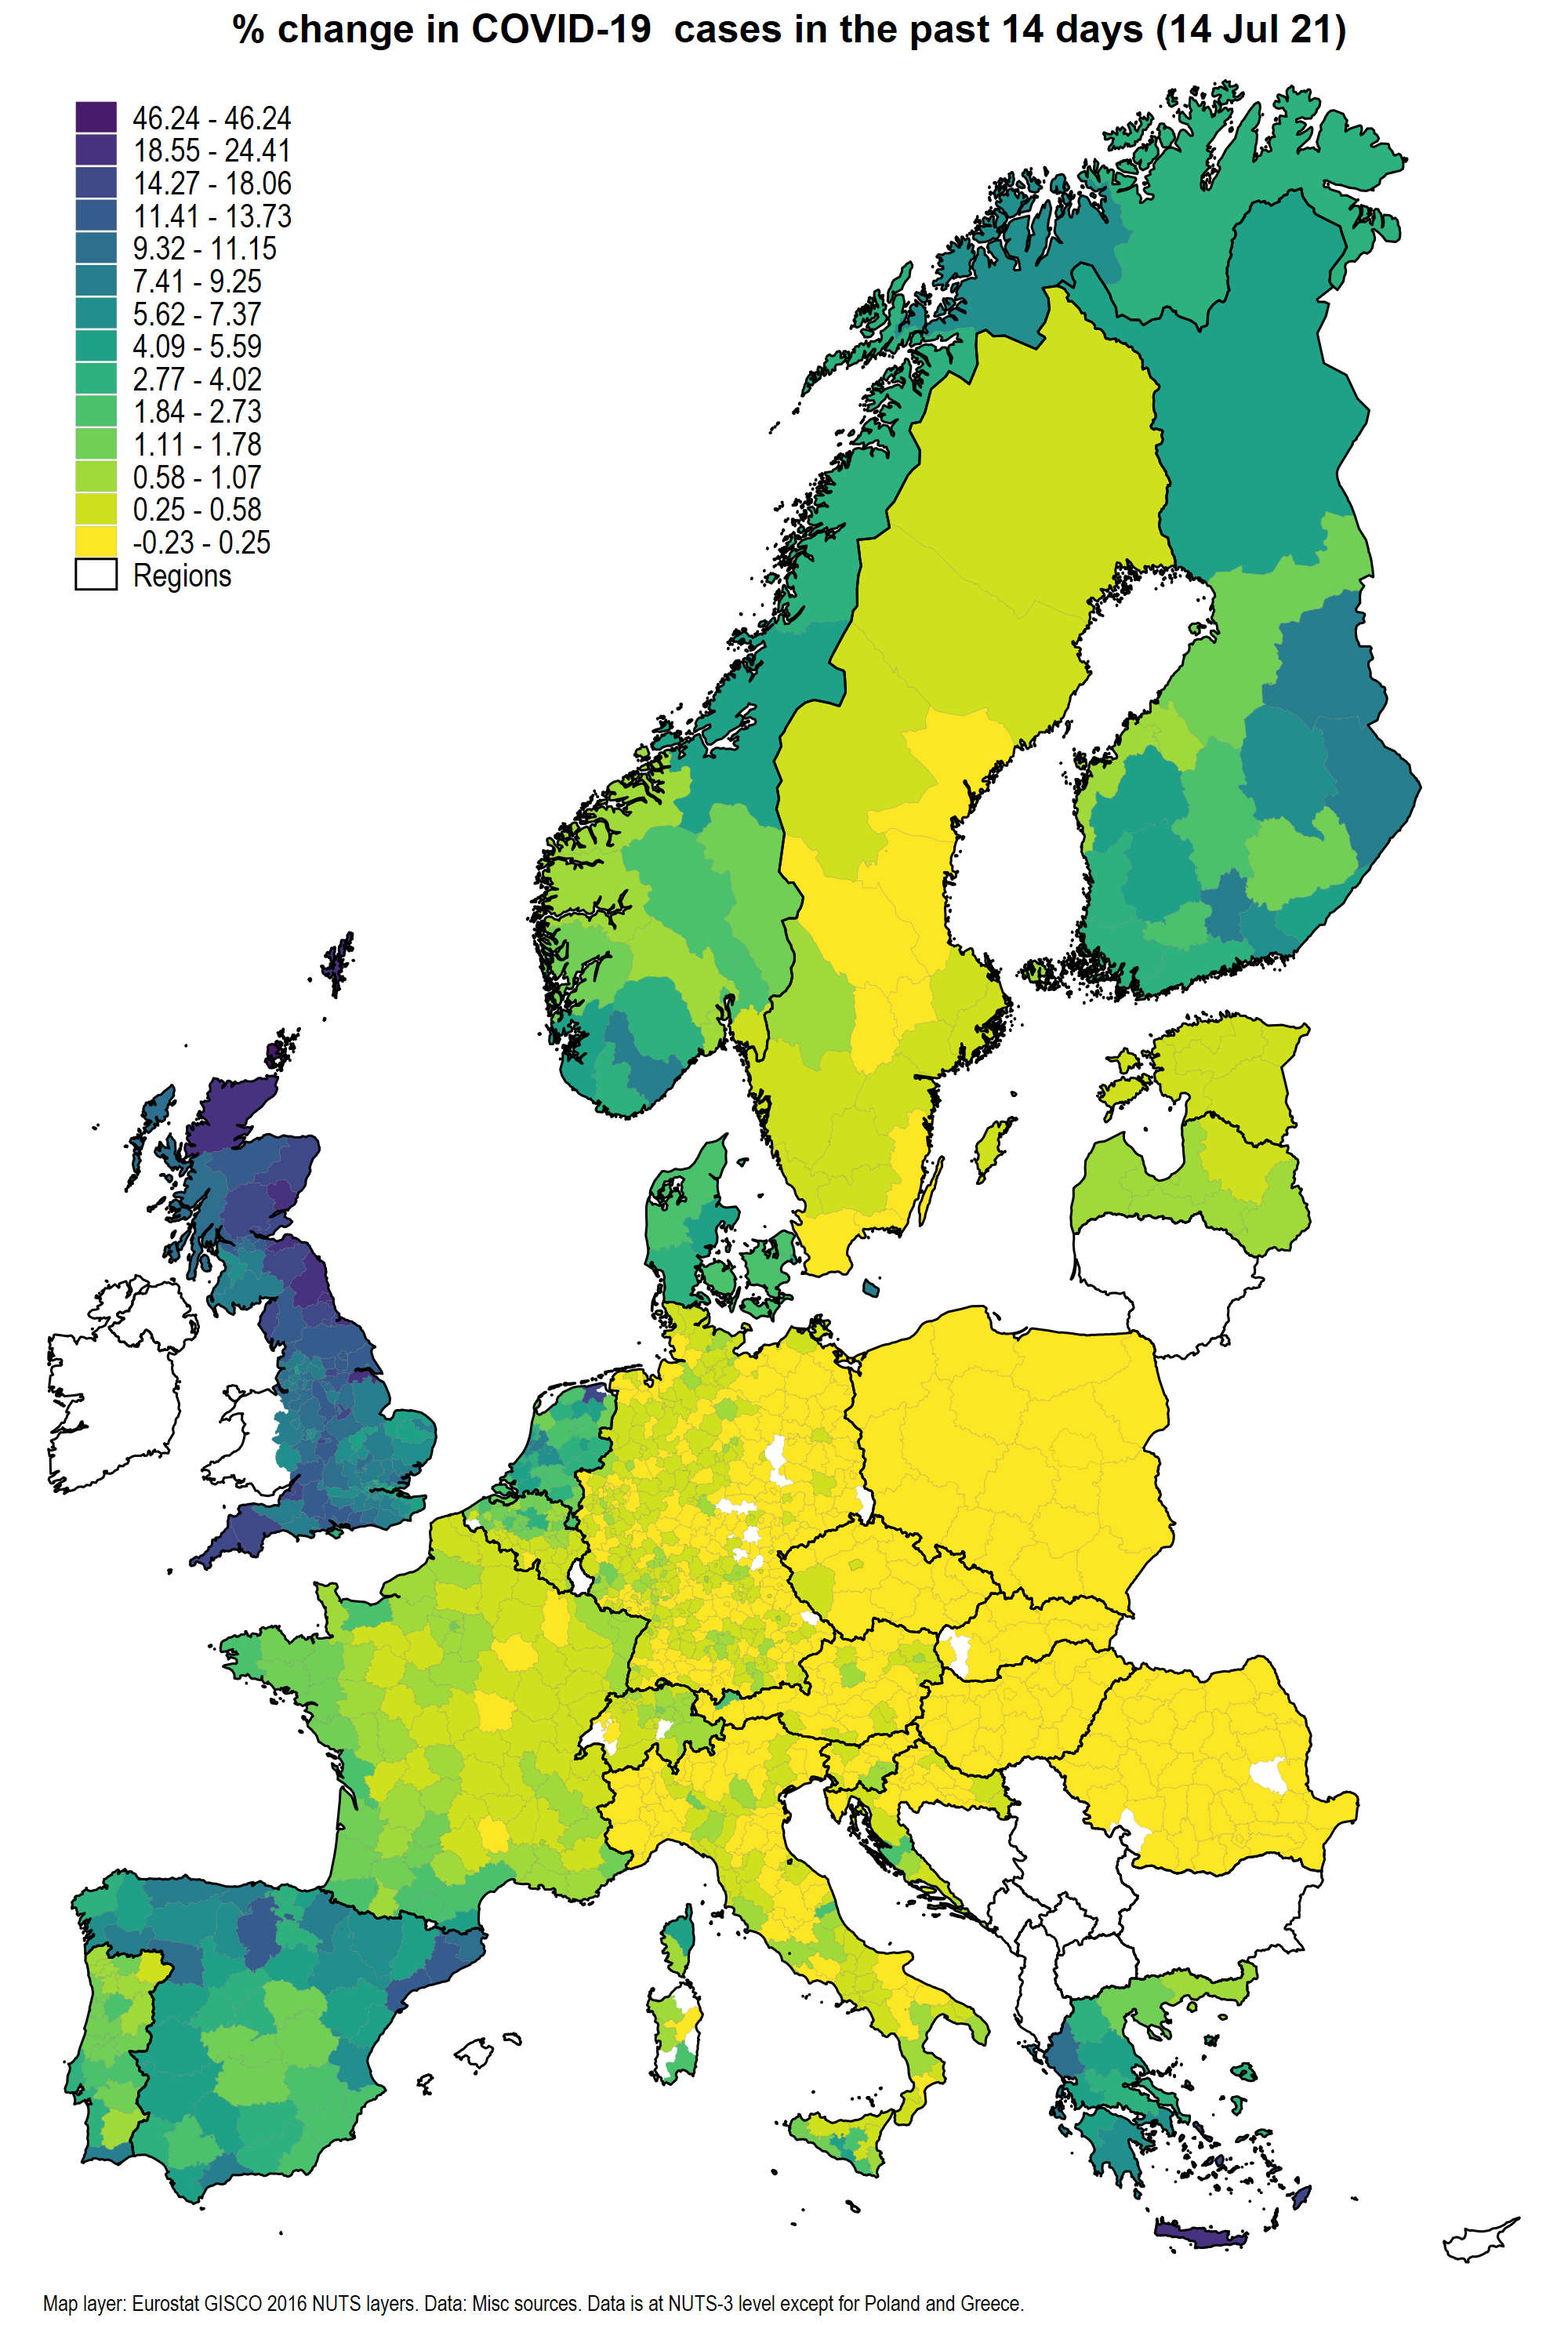 % change in COVID-19  cases in the past 14 days (14 Jul 21)
46.24 - 46.24
18.55 - 24.41
14.27 - 18.06
11.41 - 13.73
9.32 - 11.15
7.41 - 9.25
5.62 - 7.37
4.09 - 5.59
2.77 - 4.02
1.84 - 2.73
1.11 - 1.78
0.58 - 1.07
0.25 - 0.58
-0.23 - 0.25
Regions
Map layer: Eurostat GISCO 2016 NUTS layers. Data: Misc sources. Data is at NUTS-3 level except for Poland and Greece.